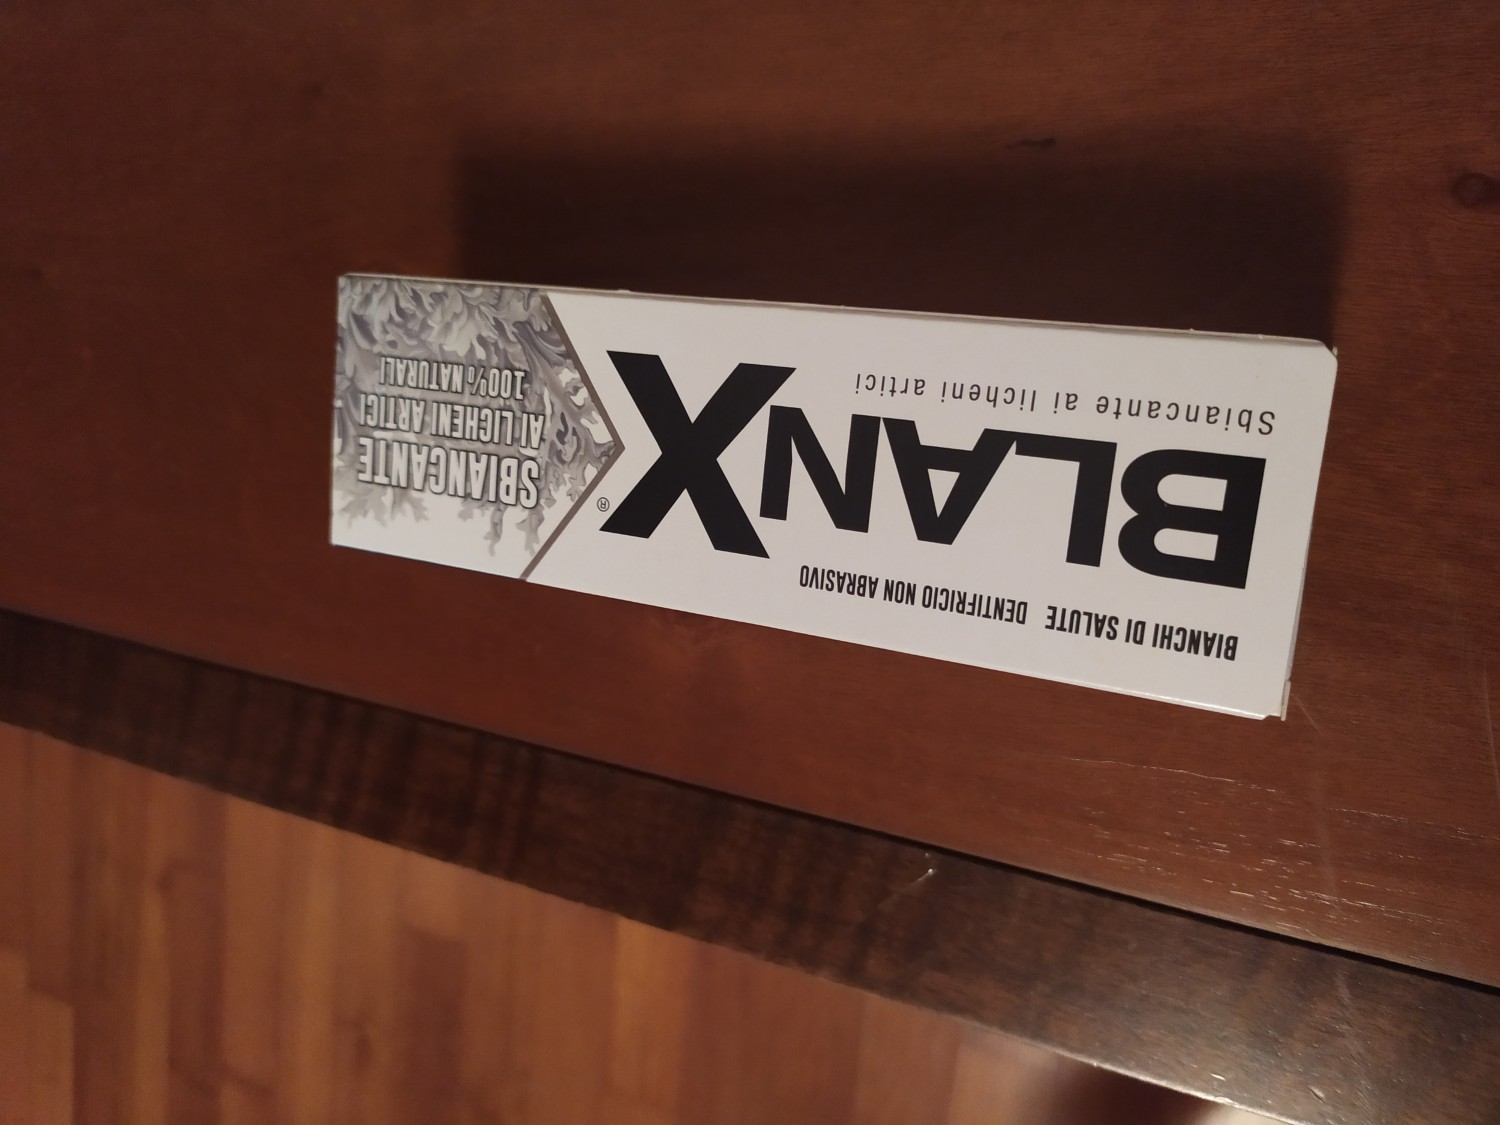 BIANCHI DI SALUTE DENTIFRICIO NON ABRASIVO
BLANX®
Sbiancante ai licheni artici
SBIANCANTE
AI LICHENI ARTICI
100% NATURALI